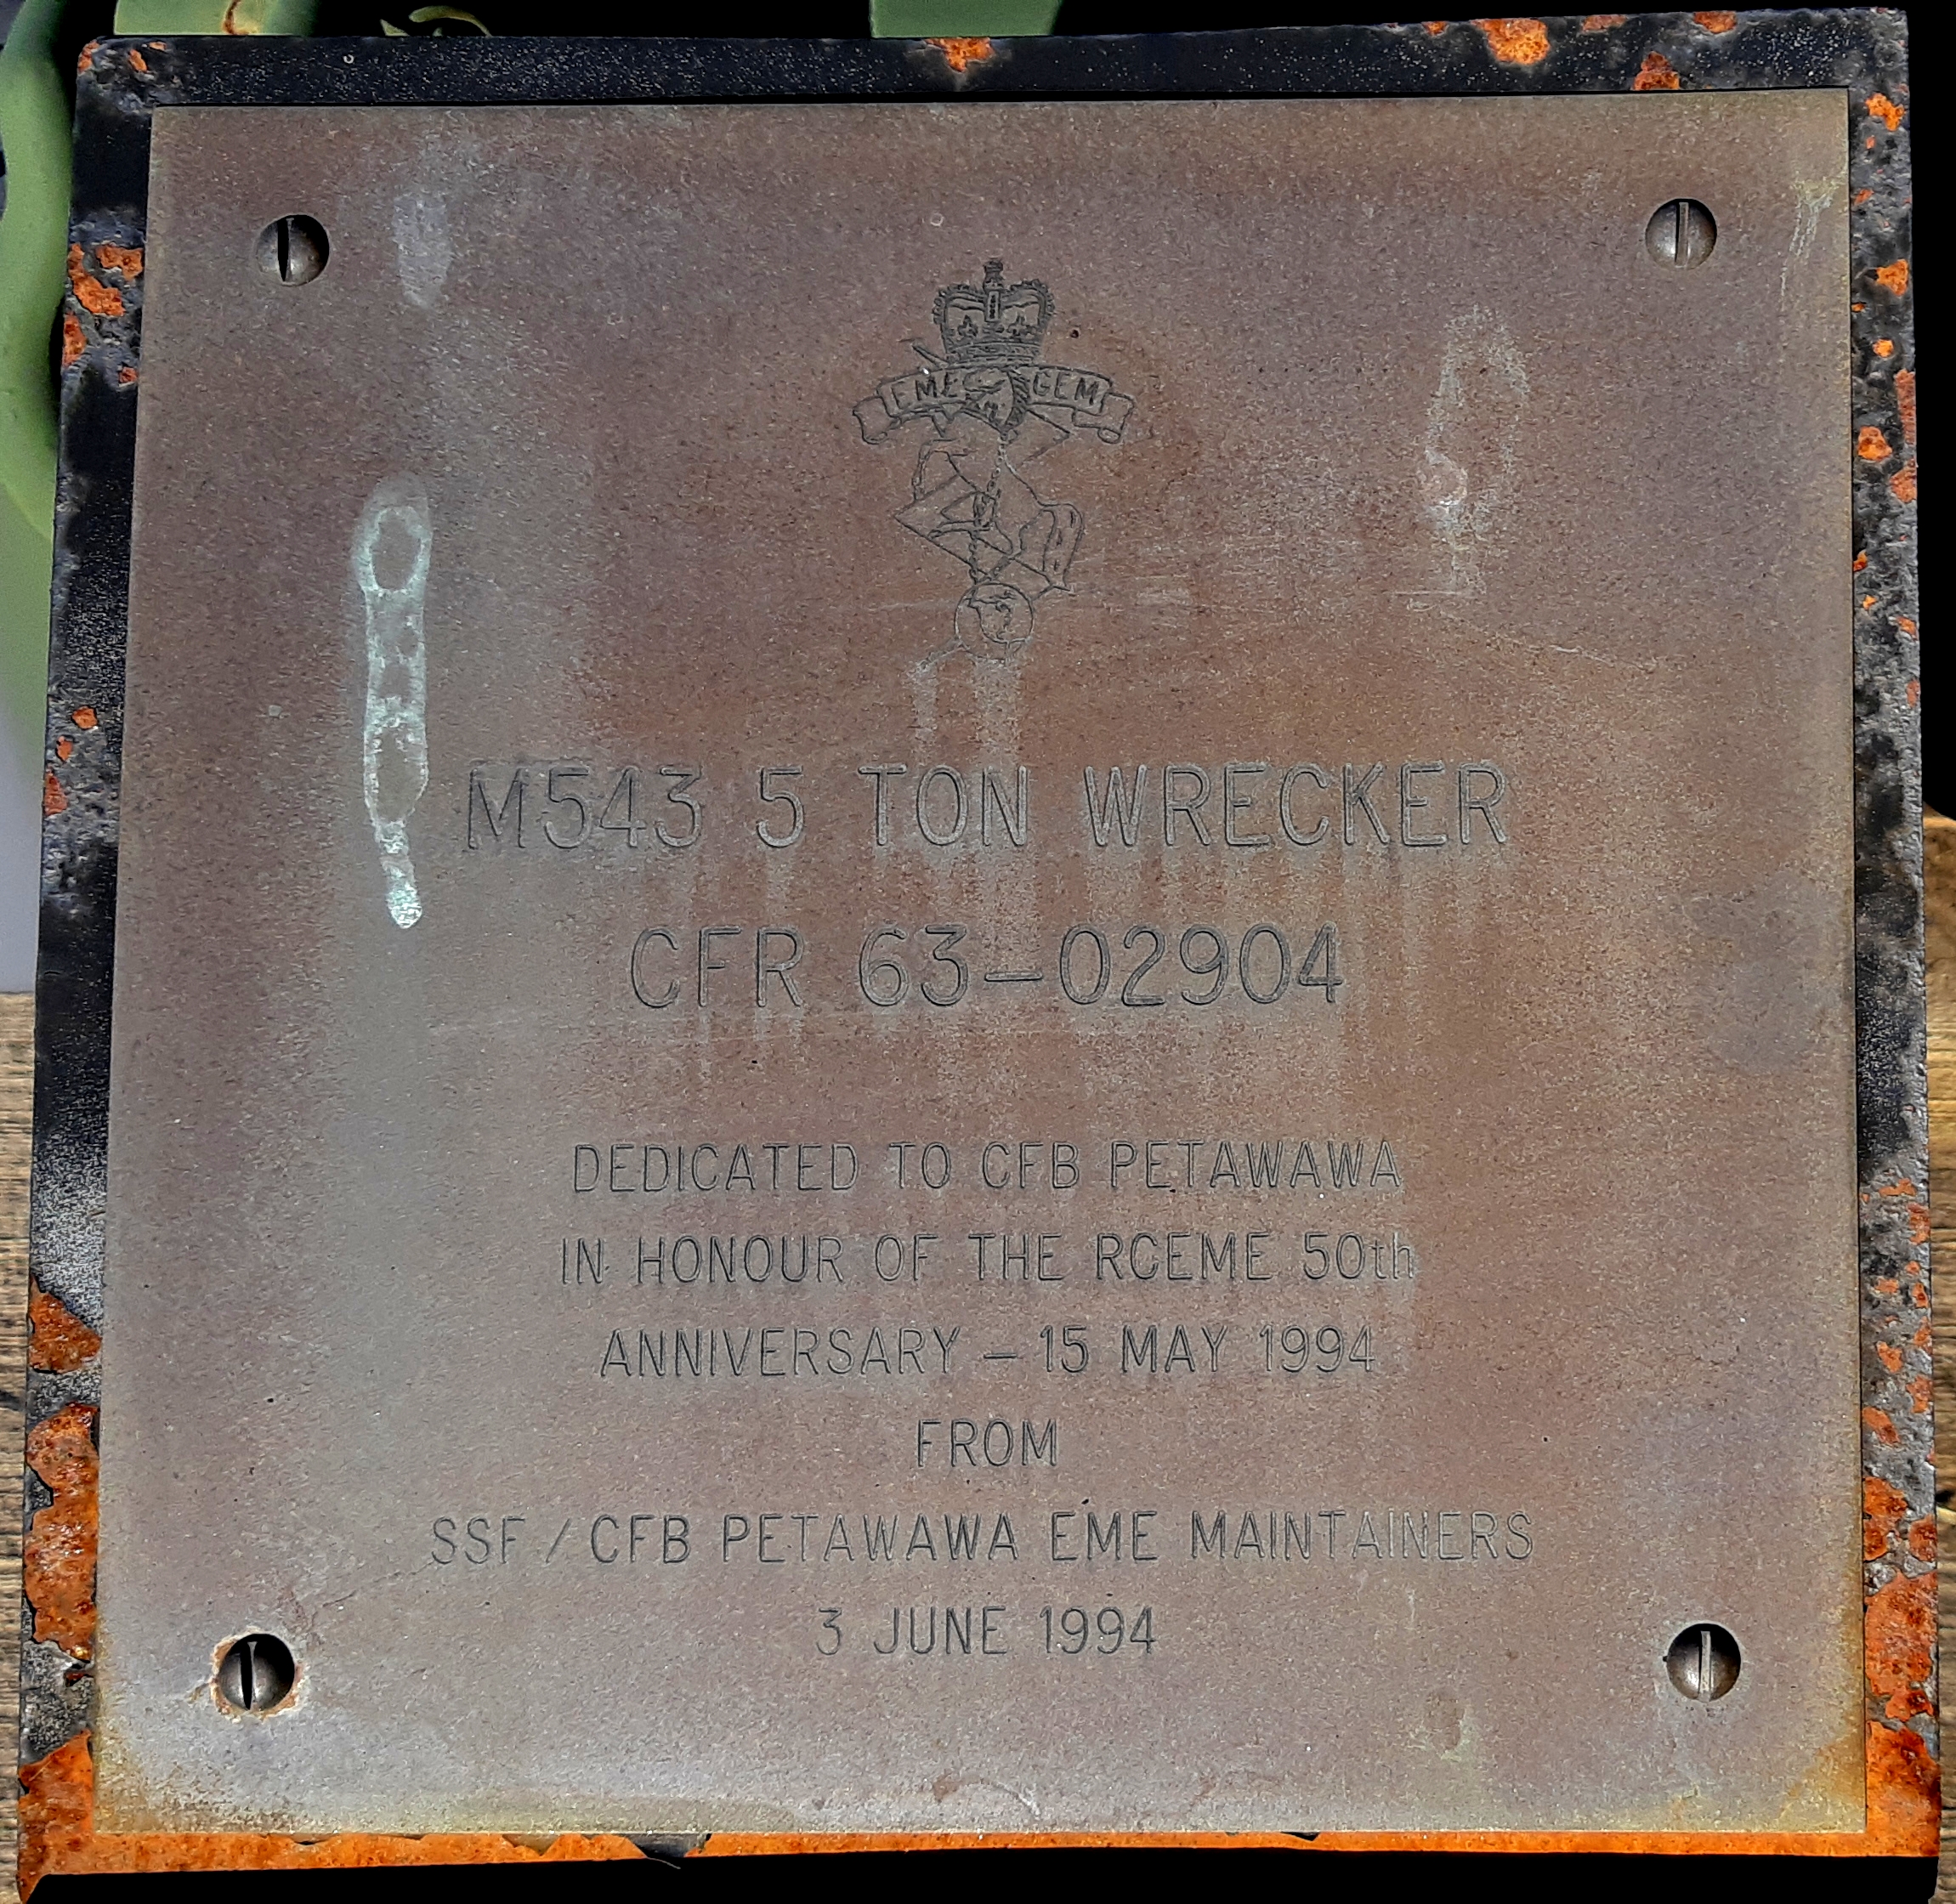 EME GEM
M543 5 TON WRECKER
CFR 63-02904
DEDICATED TO CFB PETAWAWA
IN HONOUR OF THE RCEME 50th
ANNIVERSARY - 15 MAY 1994
FROM
SSF / CFB PETAWAWA EME MAINTAINERS
3 JUNE 1994